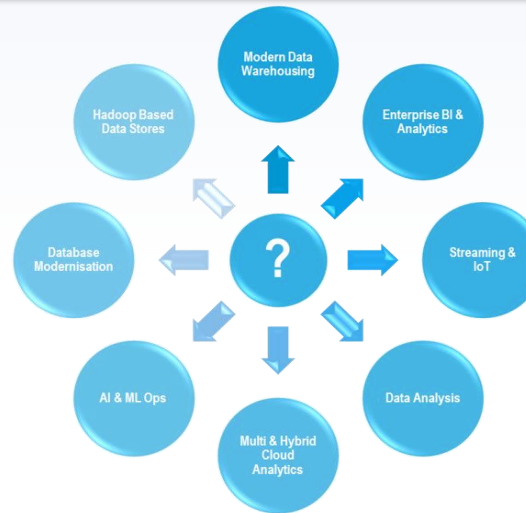 Modern Data
Warehousing
Hadoop Based
Data Stores
Enterprise BI &
Analytics
Database
Modernisation
?
Streaming &
IoT
AI & ML Ops
Data Analysis
Multi & Hybrid
Cloud
Analytics